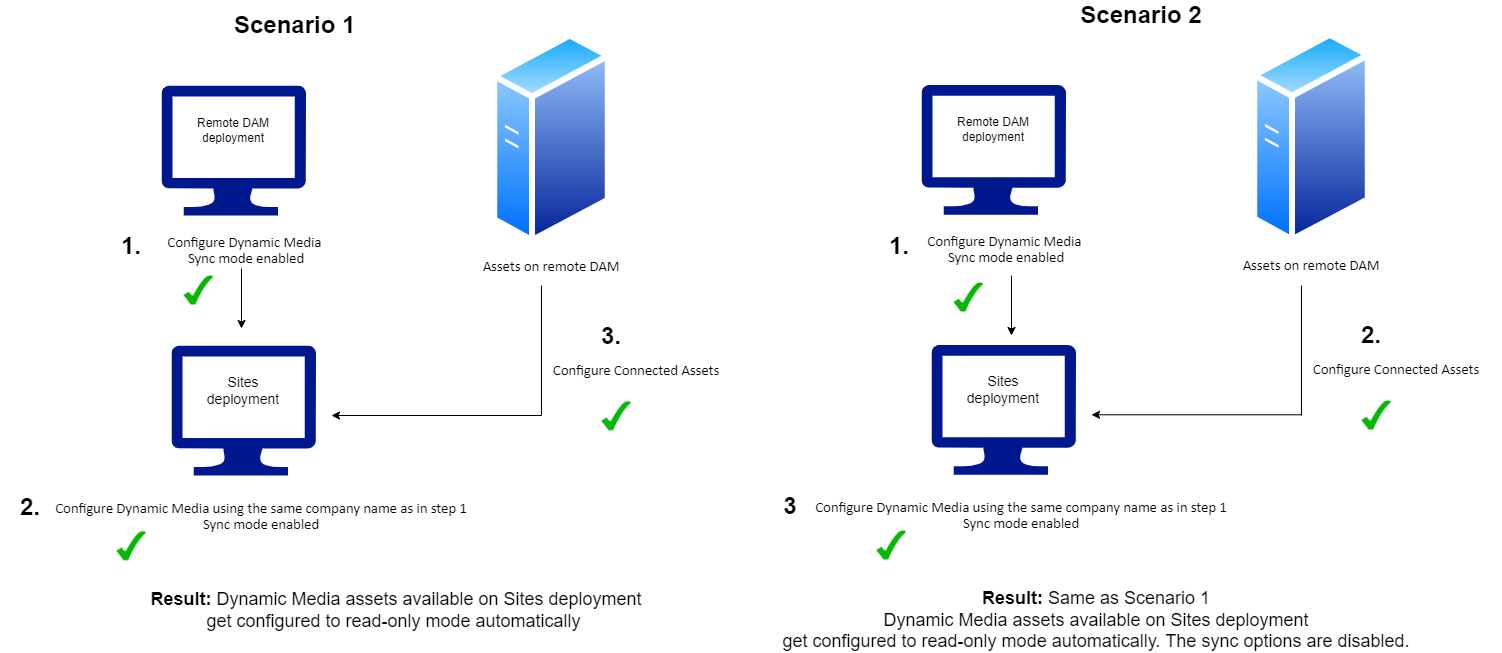 Scenario 1
Remote DAM
deployment
1.
Configure Dynamic Media
Sync mode enabled
Assets on remote DAM
3.
Configure Connected Assets
Sites
deployment
2.
Configure Dynamic Media using the same company name as in step 1
Sync mode enabled
Result: Dynamic Media assets available on Sites deployment
get configured to read-only mode automatically
Scenario 2
Remote DAM
deployment
1.
Configure Dynamic Media
Sync mode enabled
Assets on remote DAM
2.
Configure Connected Assets
Sites
deployment
3
Configure Dynamic Media using the same company name as in step 1
Sync mode enabled
Result: Same as Scenario 1
Dynamic Media assets available on Sites deployment
get configured to read-only mode automatically. The sync options are disabled.